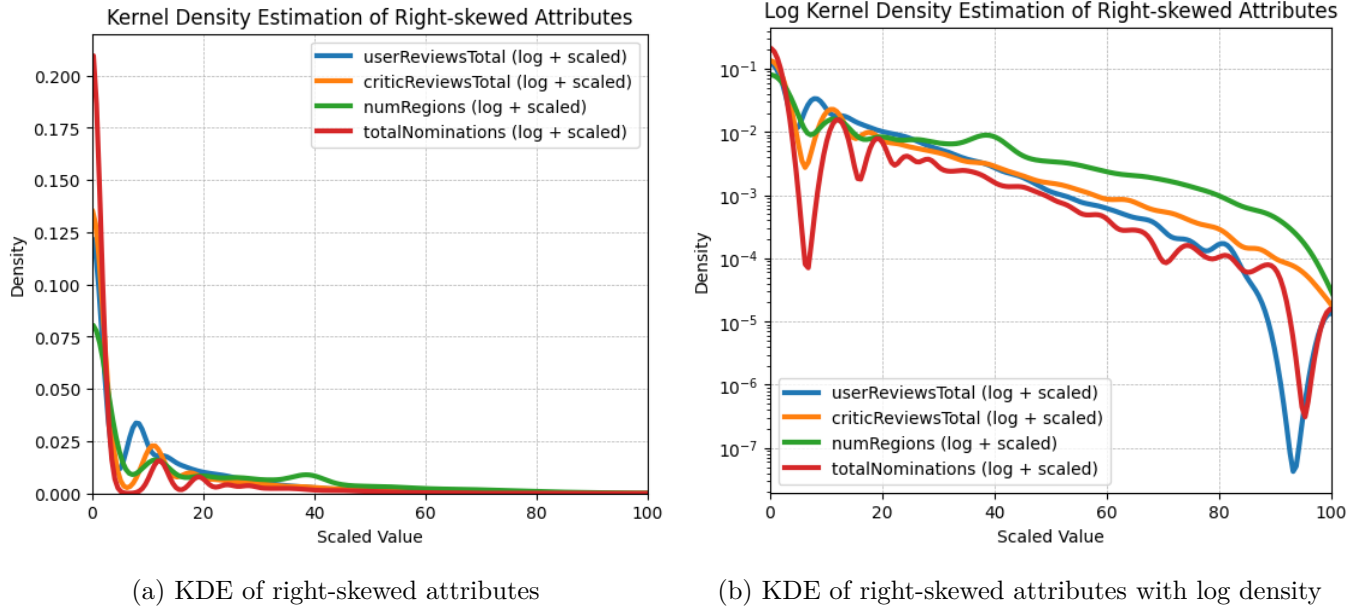 Kernel Density Estimation of Right-skewed Attributes
userReviewsTotal (log + scaled)
criticReviewsTotal (log + scaled)
numRegions (log + scaled)
totalNominations (log + scaled)
0.200
0.175
0.150
0.125
0.100
0.075
0.050
0.025
0.000
Density
0 20 40 60 80 100
Scaled Value
(a) KDE of right-skewed attributes
Log Kernel Density Estimation of Right-skewed Attributes
10⁻¹
10⁻²
10⁻³
10⁻⁴
10⁻⁵
10⁻⁶
10⁻⁷
Density
userReviewsTotal (log + scaled)
criticReviewsTotal (log + scaled)
numRegions (log + scaled)
totalNominations (log + scaled)
0 20 40 60 80 100
Scaled Value
(b) KDE of right-skewed attributes with log density